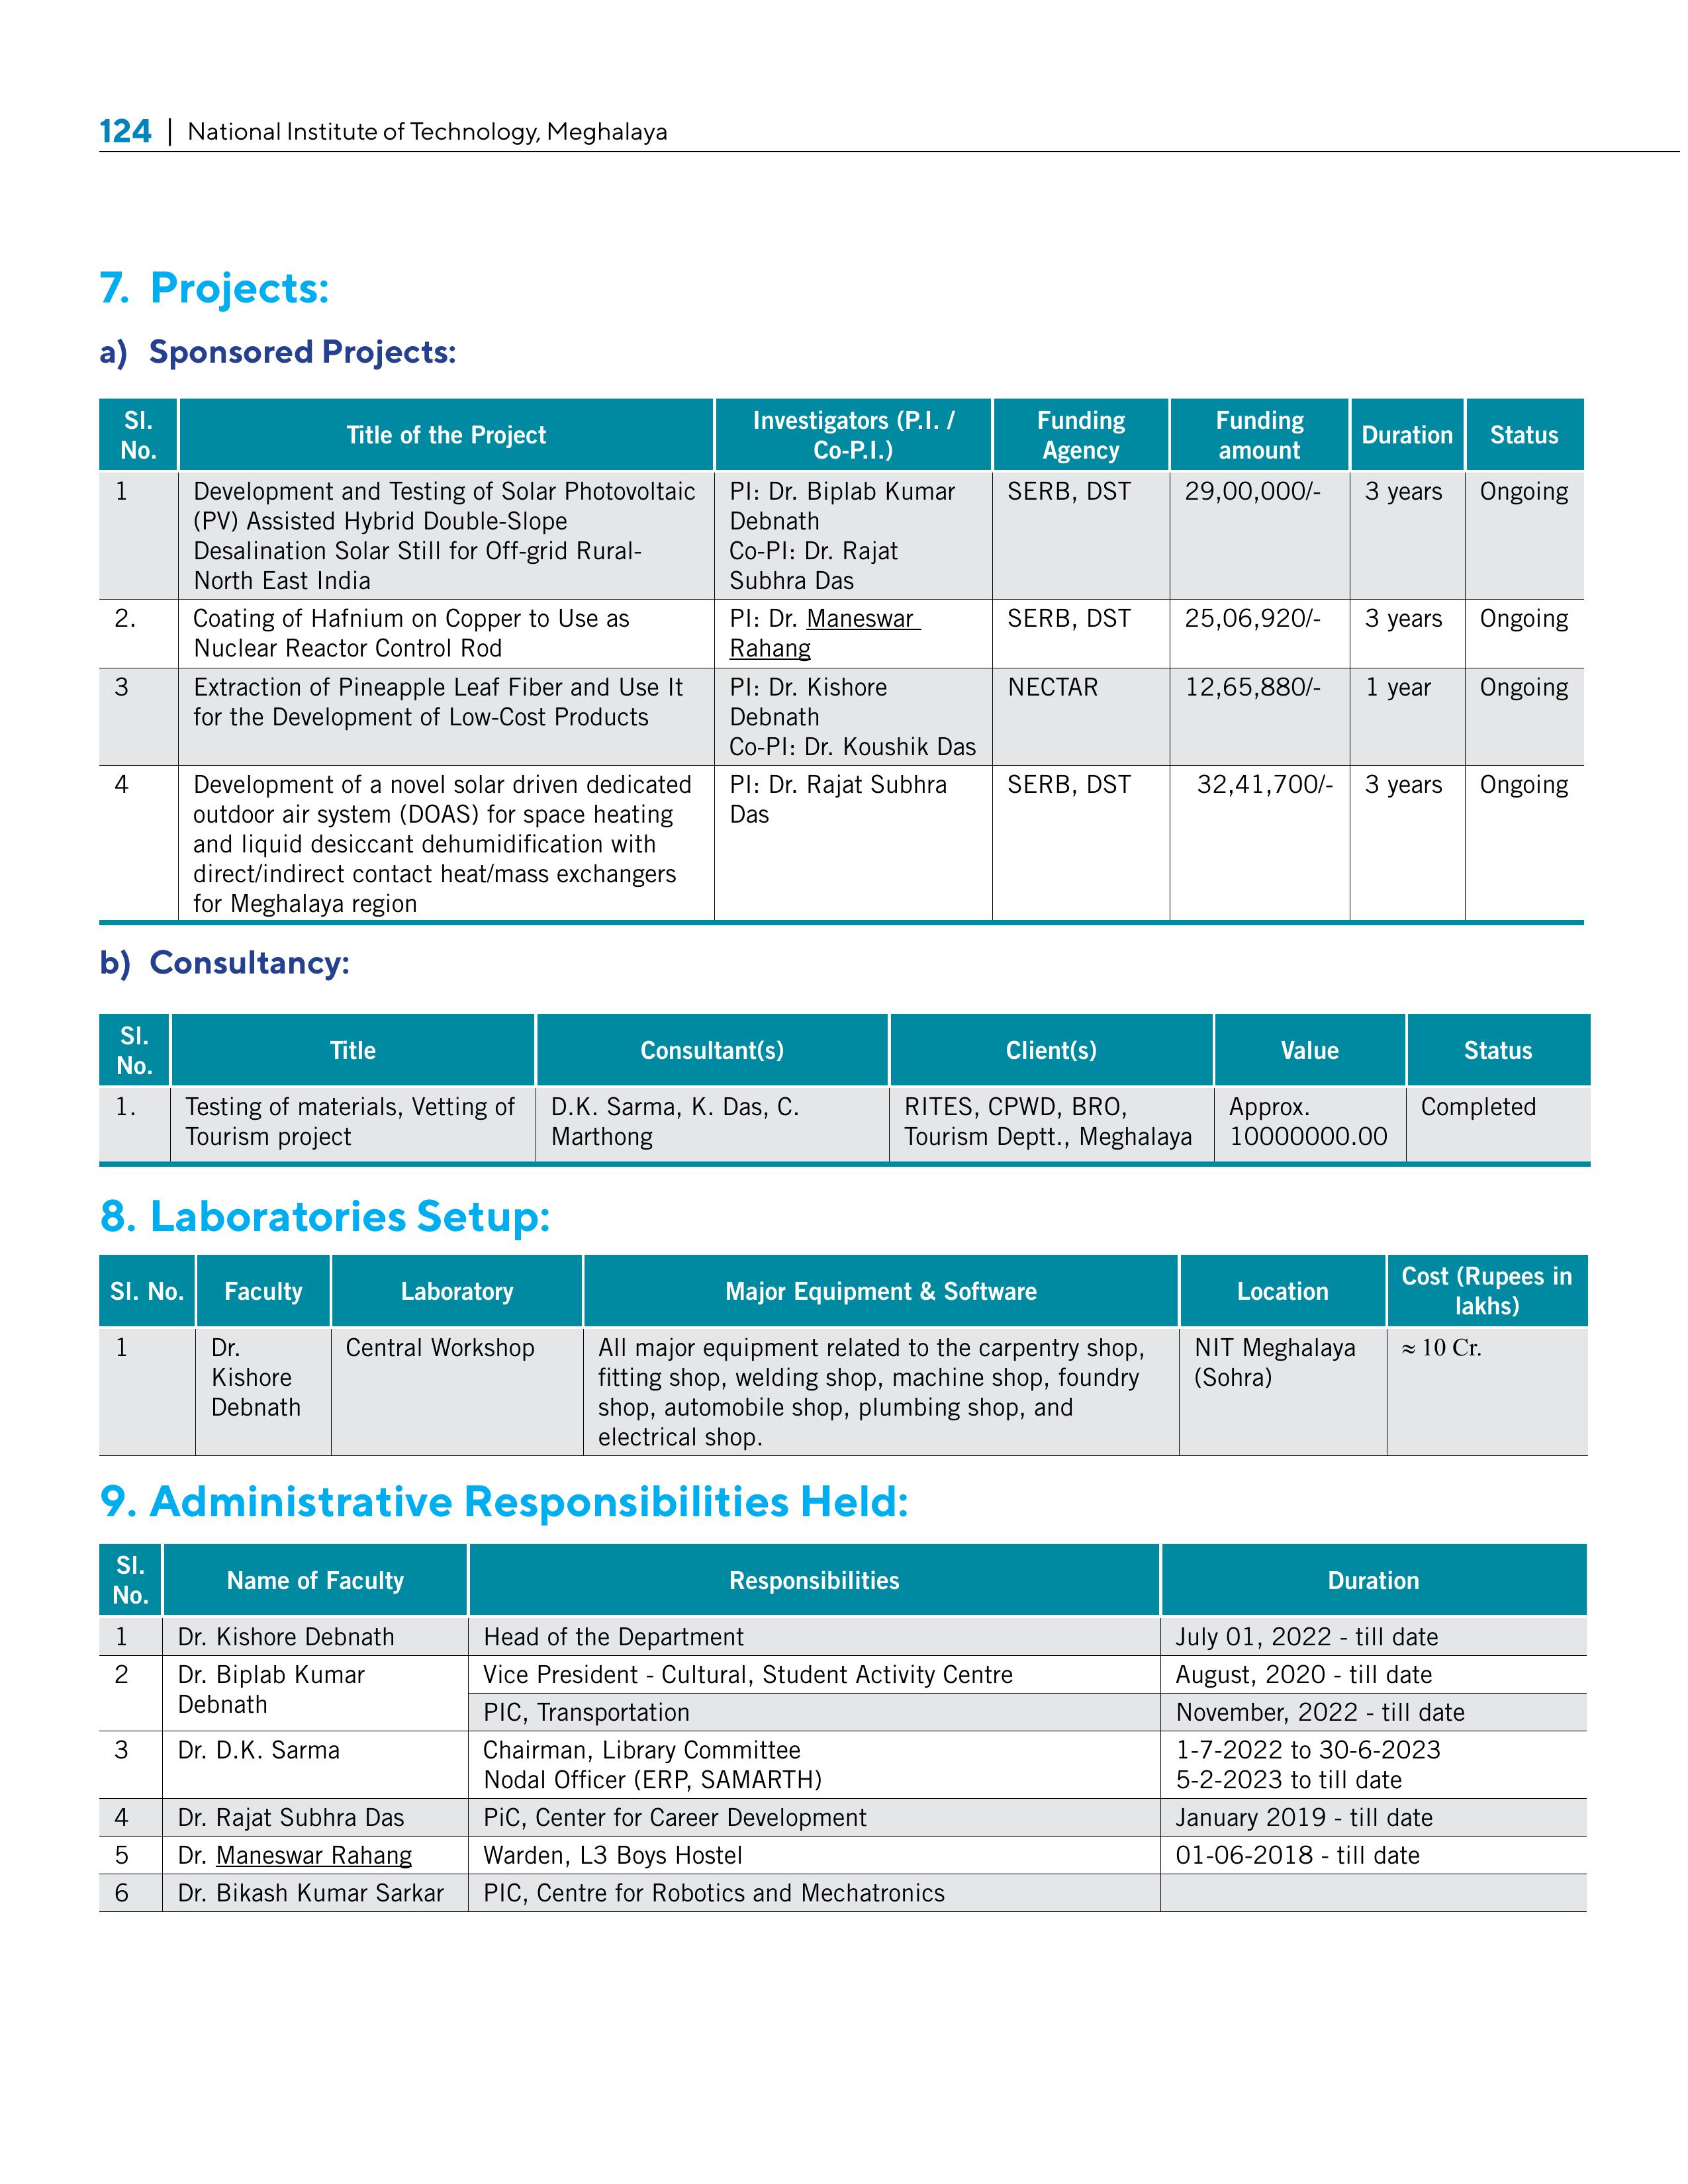 124 | National Institute of Technology, Meghalaya
7. Projects:
a) Sponsored Projects:
Sl. No. Title of the Project Investigators (P.I. / Co-P.I.) Funding Agency Funding amount Duration Status
1 Development and Testing of Solar Photovoltaic (PV) Assisted Hybrid Double-Slope Desalination Solar Still for Off-grid Rural-North East India PI: Dr. Biplab Kumar Debnath Co-PI: Dr. Rajat Subhra Das SERB, DST 29,00,000/- 3 years Ongoing
2. Coating of Hafnium on Copper to Use as Nuclear Reactor Control Rod PI: Dr. Maneswar Rahang SERB, DST 25,06,920/- 3 years Ongoing
3 Extraction of Pineapple Leaf Fiber and Use It for the Development of Low-Cost Products PI: Dr. Kishore Debnath Co-PI: Dr. Koushik Das NECTAR 12,65,880/- 1 year Ongoing
4 Development of a novel solar driven dedicated outdoor air system (DOAS) for space heating and liquid desiccant dehumidification with direct/indirect contact heat/mass exchangers for Meghalaya region PI: Dr. Rajat Subhra Das SERB, DST 32,41,700/- 3 years Ongoing
b) Consultancy:
Sl. No. Title Consultant(s) Client(s) Value Status
1. Testing of materials, Vetting of Tourism project D.K. Sarma, K. Das, C. Marthong RITES, CPWD, BRO, Tourism Deptt., Meghalaya Approx. 10000000.00 Completed
8. Laboratories Setup:
Sl. No. Faculty Laboratory Major Equipment & Software Location Cost (Rupees in lakhs)
1 Dr. Kishore Debnath Central Workshop All major equipment related to the carpentry shop, fitting shop, welding shop, machine shop, foundry shop, automobile shop, plumbing shop, and electrical shop. NIT Meghalaya (Sohra) ≈ 10 Cr.
9. Administrative Responsibilities Held:
Sl. No. Name of Faculty Responsibilities Duration
1 Dr. Kishore Debnath Head of the Department July 01, 2022 - till date
2 Dr. Biplab Kumar Debnath Vice President - Cultural, Student Activity Centre August, 2020 - till date
PIC, Transportation November, 2022 - till date
3 Dr. D.K. Sarma Chairman, Library Committee 1-7-2022 to 30-6-2023
Nodal Officer (ERP, SAMARTH) 5-2-2023 to till date
4 Dr. Rajat Subhra Das PiC, Center for Career Development January 2019 - till date
5 Dr. Maneswar Rahang Warden, L3 Boys Hostel 01-06-2018 - till date
6 Dr. Bikash Kumar Sarkar PIC, Centre for Robotics and Mechatronics